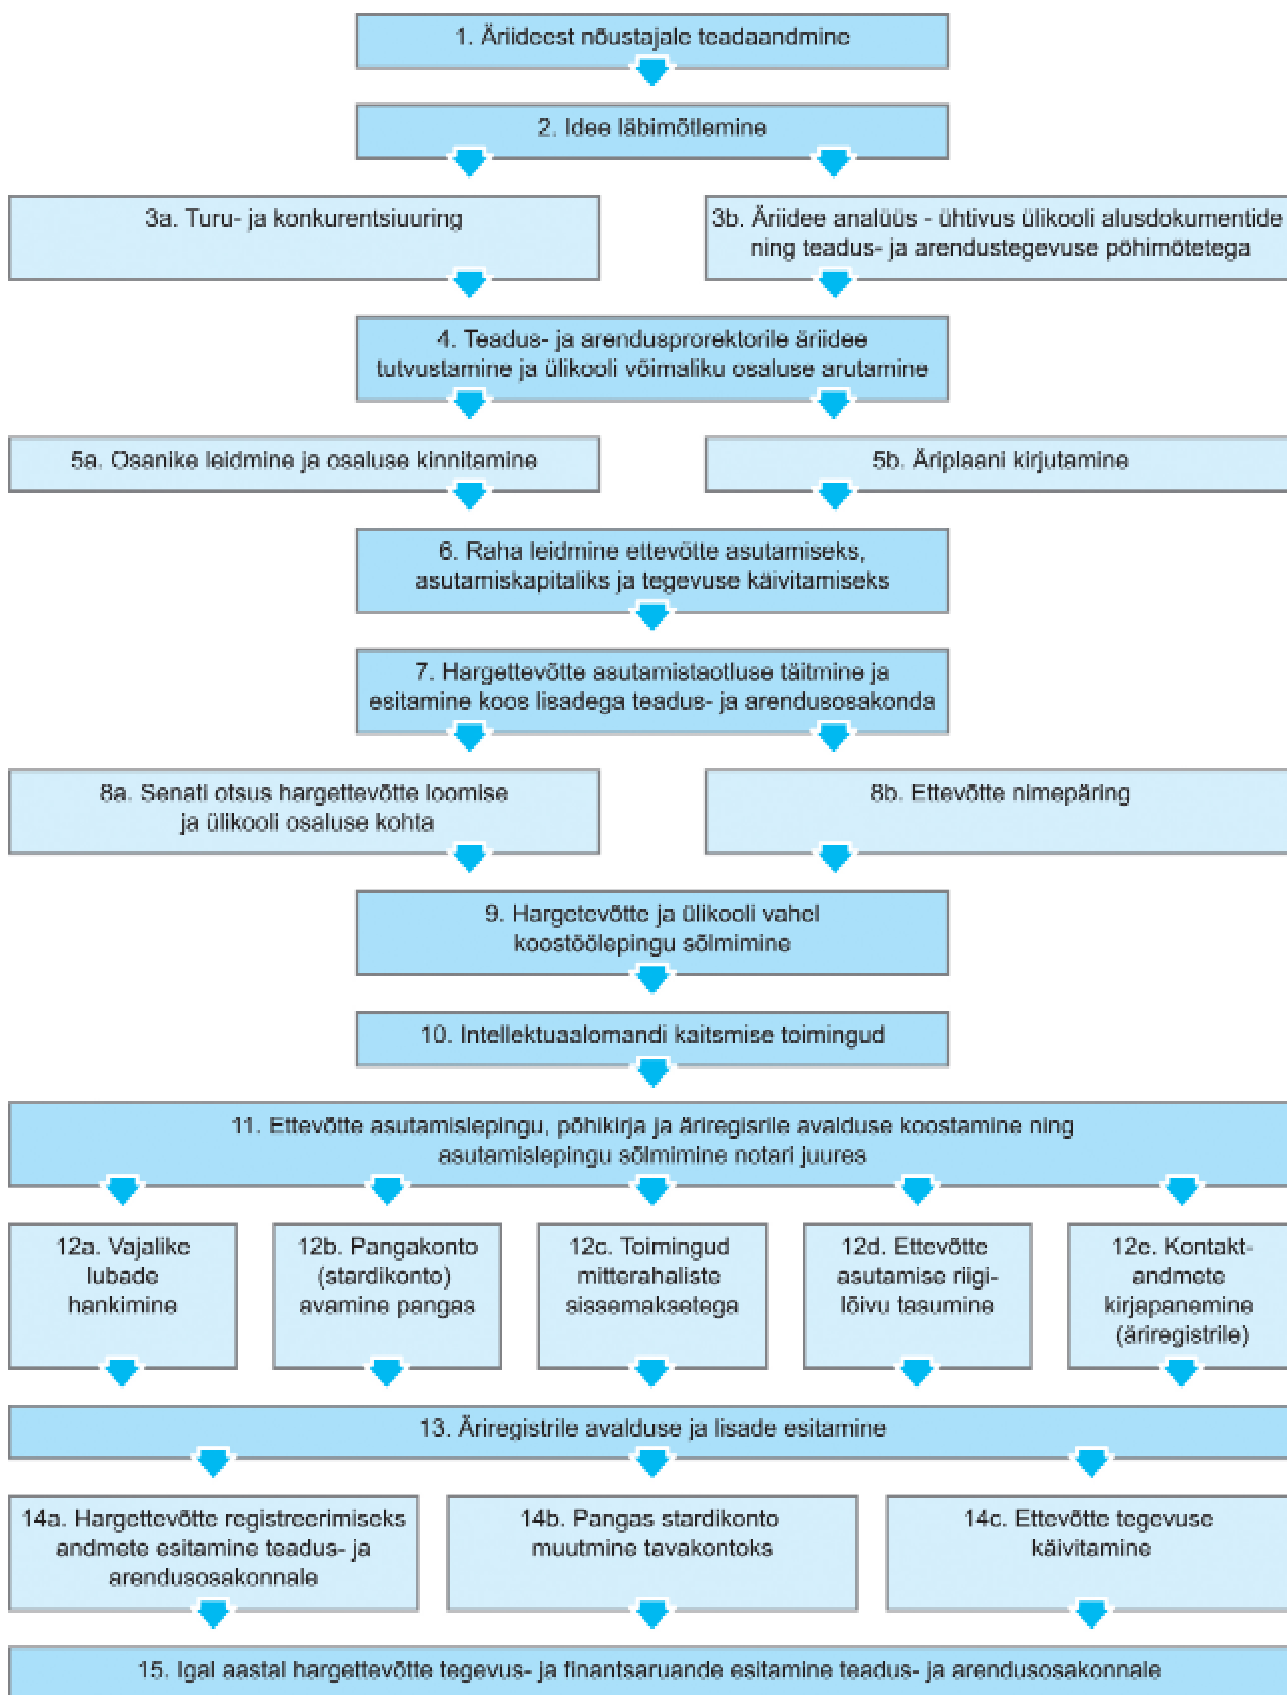 1. Äriideest nõustajale teadaandmine
2. Idee läbimõtlemine
3a. Turu- ja konkurentsiuuring
3b. Äriidee analüüs - ühtivus ülikooli alusdokumentide
ning teadus- ja arendustegevuse põhimõtetega
4. Teadus- ja arendusprorektorile äriidee
tutvustamine ja ülikooli võimaliku osaluse arutamine
5a. Osanike leidmine ja osaluse kinnitamine
5b. Äriplaani kirjutamine
6. Raha leidmine ettevõtte asutamiseks,
asutamiskapitaliks ja tegevuse käivitamiseks
7. Hargettevõtte asutamistaotluse täitmine ja
esitamine koos lisadega teadus- ja arendusosakonda
8a. Senati otsus hargettevõtte loomise
ja ülikooli osaluse kohta
8b. Ettevõtte nimepäring
9. Hargetevõtte ja ülikooli vahel
koostöölepingu sõlmimine
10. Intellektuaalomandi kaitsmise toimingud
11. Ettevõtte asutamislepingu, põhikirja ja äriregisrile avalduse koostamine ning
asutamislepingu sõlmimine notari juures
12a. Vajalike
lubade
hankimine
12b. Pangakonto
(stardikonto)
avamine pangas
12c. Toimingud
mitterahaliste
sissemaksetega
12d. Ettevõtte
asutamise riigi-
lõivu tasumine
12e. Kontakt-
andmete
kirjapanemine
(äriregistrile)
13. Äriregistrile avalduse ja lisade esitamine
14a. Hargettevõtte registreerimiseks
andmete esitamine teadus- ja
arendusosakonnale
14b. Pangas stardikonto
muutmine tavakontoks
14c. Ettevõtte tegevuse
käivitamine
15. Igal aastal hargettevõtte tegevus- ja finantsaruande esitamine teadus- ja arendusosakonnale